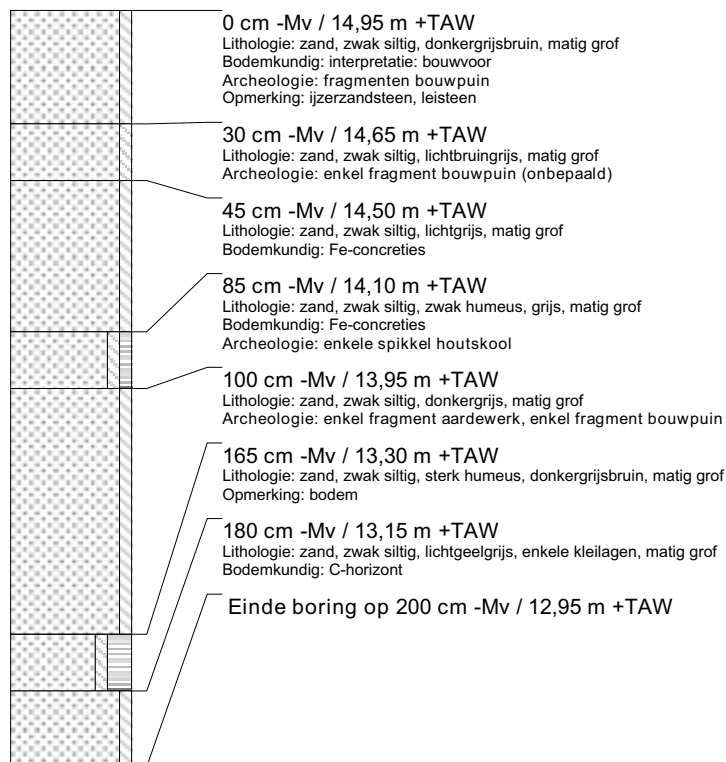 0 cm -Mv / 14,95 m +TAW
Lithologie: zand, zwak siltig, donkergrijsbruin, matig grof
Bodemkundig: interpretatie: bouwvoor
Archeologie: fragmenten bouwpuin
Opmerking: ijzerzandsteen, leisteen
30 cm -Mv / 14,65 m +TAW
Lithologie: zand, zwak siltig, lichtbruingrijs, matig grof
Archeologie: enkel fragment bouwpuin (onbepaald)
45 cm -Mv / 14,50 m +TAW
Lithologie: zand, zwak siltig, lichtgrijs, matig grof
Bodemkundig: Fe-concreties
85 cm -Mv / 14,10 m +TAW
Lithologie: zand, zwak siltig, zwak humeus, grijs, matig grof
Bodemkundig: Fe-concreties
Archeologie: enkele spikkel houtskool
100 cm -Mv / 13,95 m +TAW
Lithologie: zand, zwak siltig, donkergrijs, matig grof
Archeologie: enkel fragment aardewerk, enkel fragment bouwpuin
165 cm -Mv / 13,30 m +TAW
Lithologie: zand, zwak siltig, sterk humeus, donkergrijsbruin, matig grof
Opmerking: bodem
180 cm -Mv / 13,15 m +TAW
Lithologie: zand, zwak siltig, lichtgeelgrijs, enkele kleilagen, matig grof
Bodemkundig: C-horizont
Einde boring op 200 cm -Mv / 12,95 m +TAW